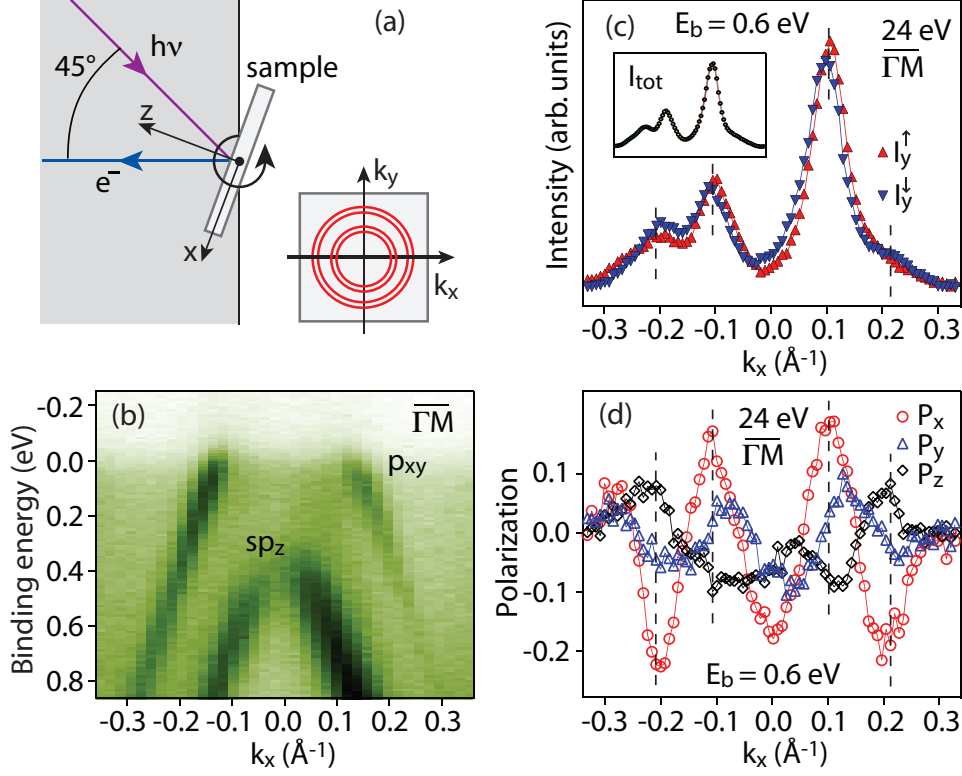 (a)
hν
45°
sample
z
e⁻
x
k_y
k_x
(b)
ΓM
-0.2
0.0
0.2
0.4
0.6
0.8
Binding energy (eV)
p_xy
sp_z
-0.3 -0.2 -0.1 0.0 0.1 0.2 0.3
k_x (Å⁻¹)
(c)
E_b = 0.6 eV
24 eV
ΓM
I_tot
I_y↑
I_y↓
Intensity (arb. units)
-0.3 -0.2 -0.1 0.0 0.1 0.2 0.3
k_x (Å⁻¹)
(d)
24 eV
ΓM
P_x
P_y
P_z
0.1
0.0
-0.1
-0.2
Polarization
E_b = 0.6 eV
-0.3 -0.2 -0.1 0.0 0.1 0.2 0.3
k_x (Å⁻¹)